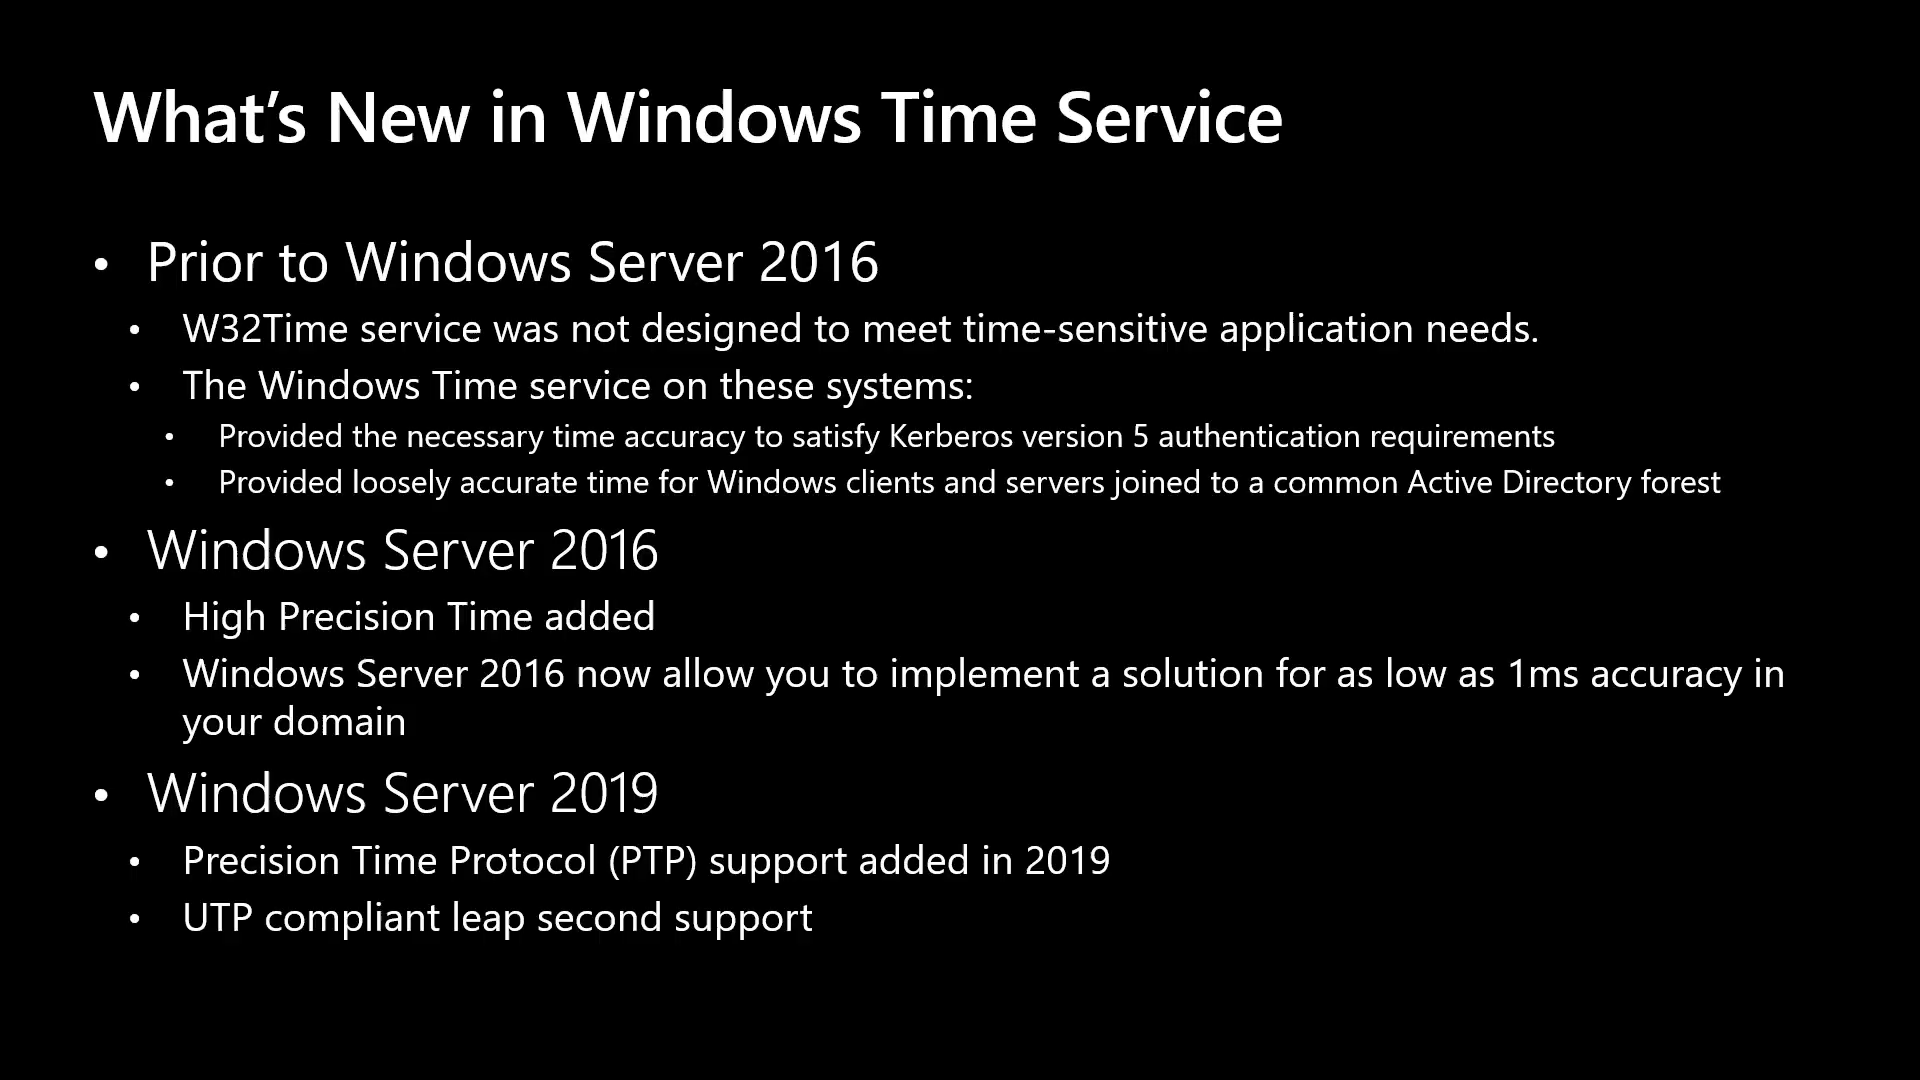 What’s New in Windows Time Service
• Prior to Windows Server 2016
• W32Time service was not designed to meet time-sensitive application needs.
• The Windows Time service on these systems:
• Provided the necessary time accuracy to satisfy Kerberos version 5 authentication requirements
• Provided loosely accurate time for Windows clients and servers joined to a common Active Directory forest
• Windows Server 2016
• High Precision Time added
• Windows Server 2016 now allow you to implement a solution for as low as 1ms accuracy in
your domain
• Windows Server 2019
• Precision Time Protocol (PTP) support added in 2019
• UTP compliant leap second support